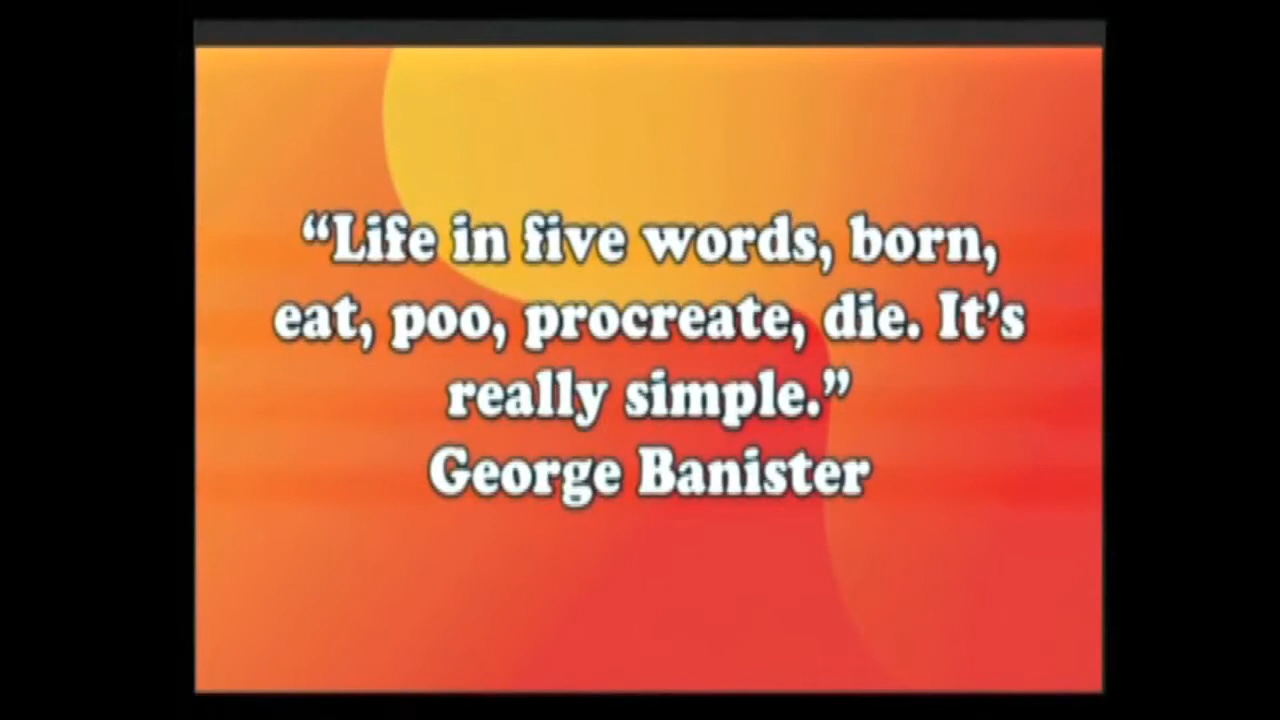 “Life in five words, born,
eat, poo, procreate, die. It’s
really simple.”
George Banister